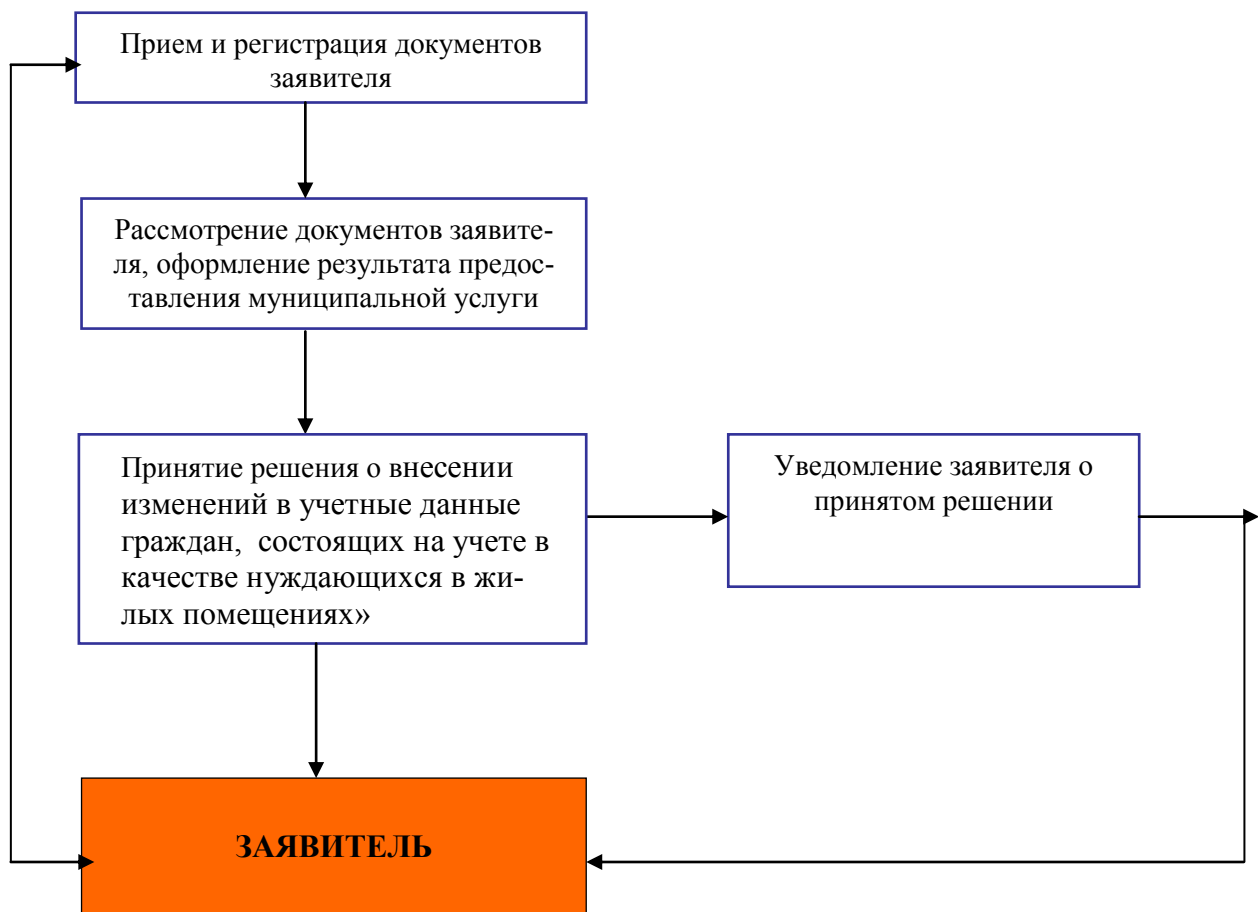 Прием и регистрация документов
заявителя
Рассмотрение документов заявите-
ля, оформление результата предос-
тавления муниципальной услуги
Принятие решения о внесении
изменений в учетные данные
граждан,  состоящих на учете в
качестве нуждающихся в жи-
лых помещениях»
Уведомление заявителя о
принятом решении
ЗАЯВИТЕЛЬ